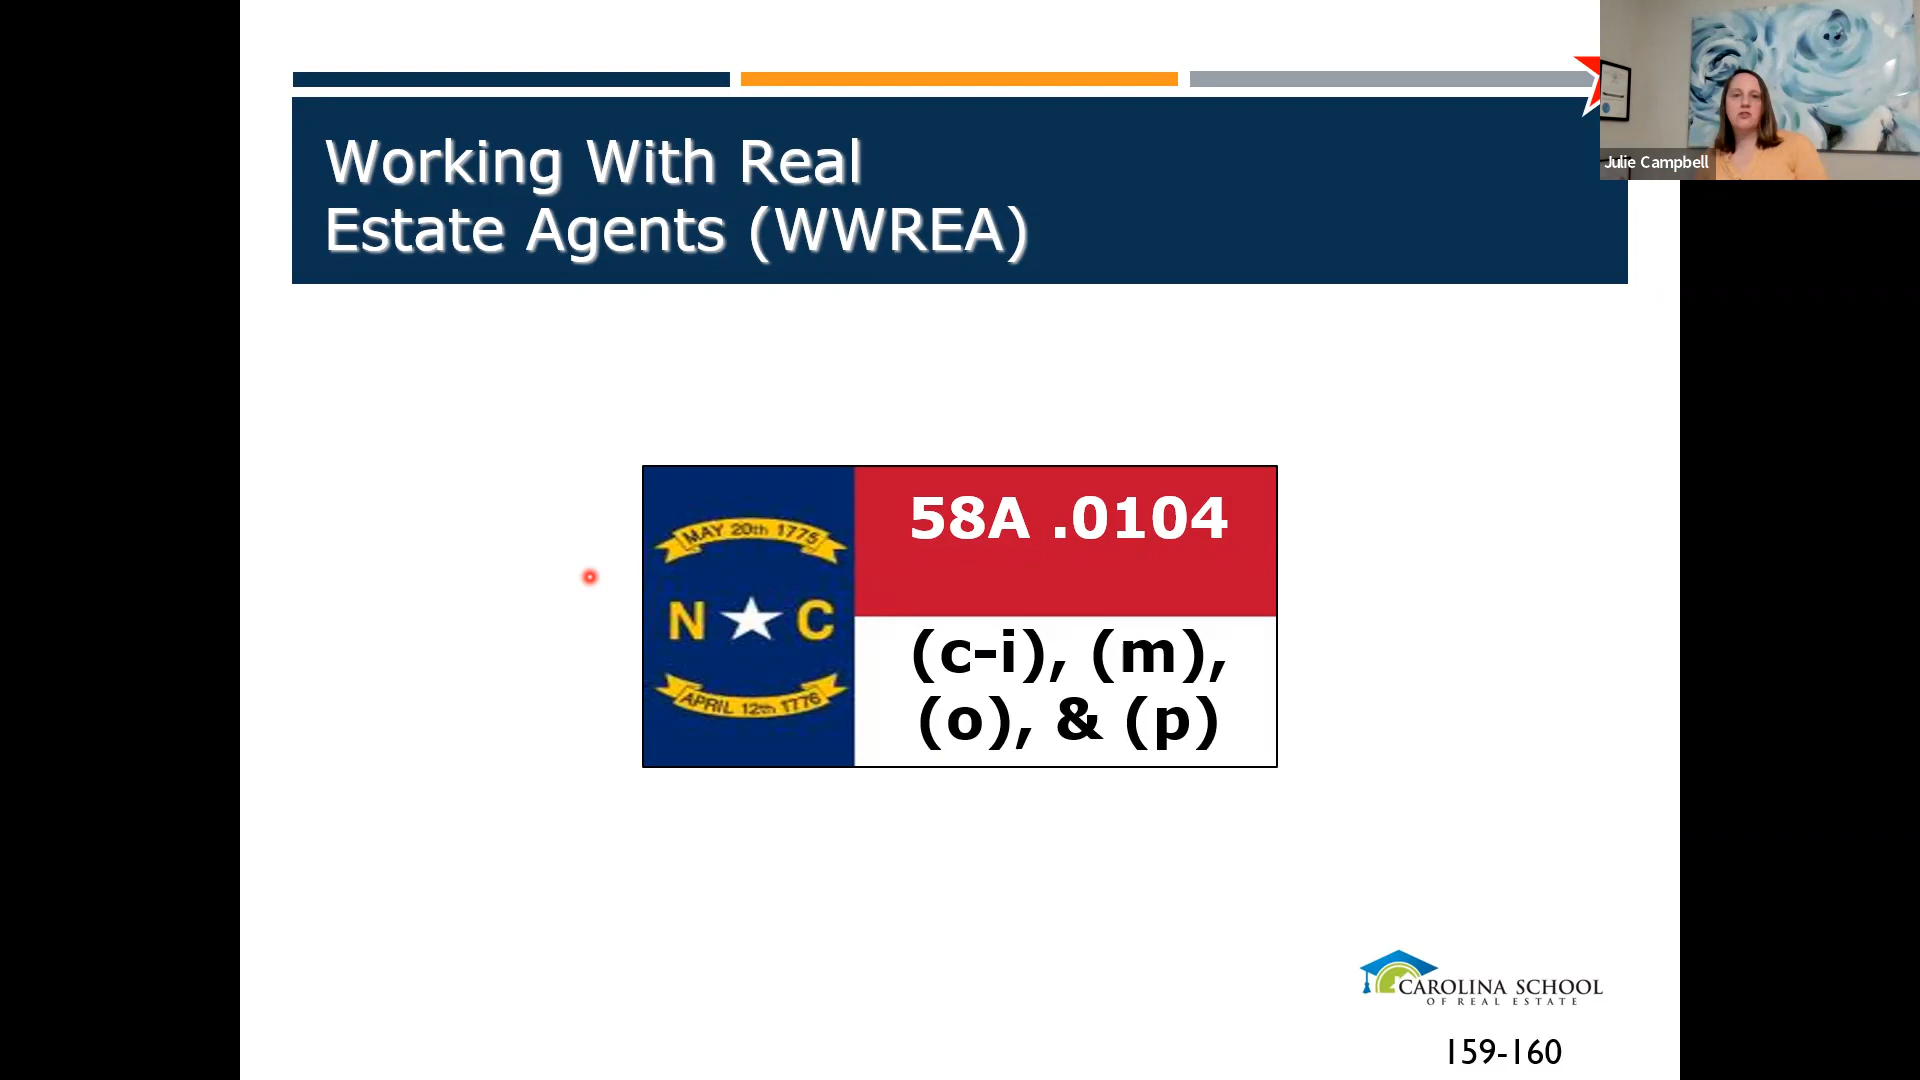 Working With Real
Estate Agents (WWREA)
Julie Campbell
MAY 20th 1775
N C
APRIL 12th 1776
58A .0104
(c-i), (m),
(o), & (p)
CAROLINA SCHOOL
OF REAL ESTATE
159-160